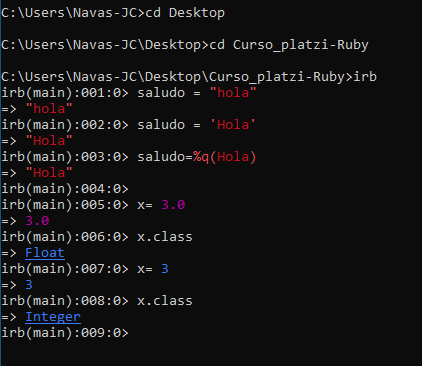 C:\Users\Navas-JC>cd Desktop
C:\Users\Navas-JC\Desktop>cd Curso_platzi-Ruby
C:\Users\Navas-JC\Desktop\Curso_platzi-Ruby>irb
irb(main):001:0> saludo = "hola"
=> "hola"
irb(main):002:0> saludo = 'Hola'
=> "Hola"
irb(main):003:0> saludo=%q(Hola)
=> "Hola"
irb(main):004:0>
irb(main):005:0> x= 3.0
=> 3.0
irb(main):006:0> x.class
=> Float
irb(main):007:0> x= 3
=> 3
irb(main):008:0> x.class
=> Integer
irb(main):009:0>